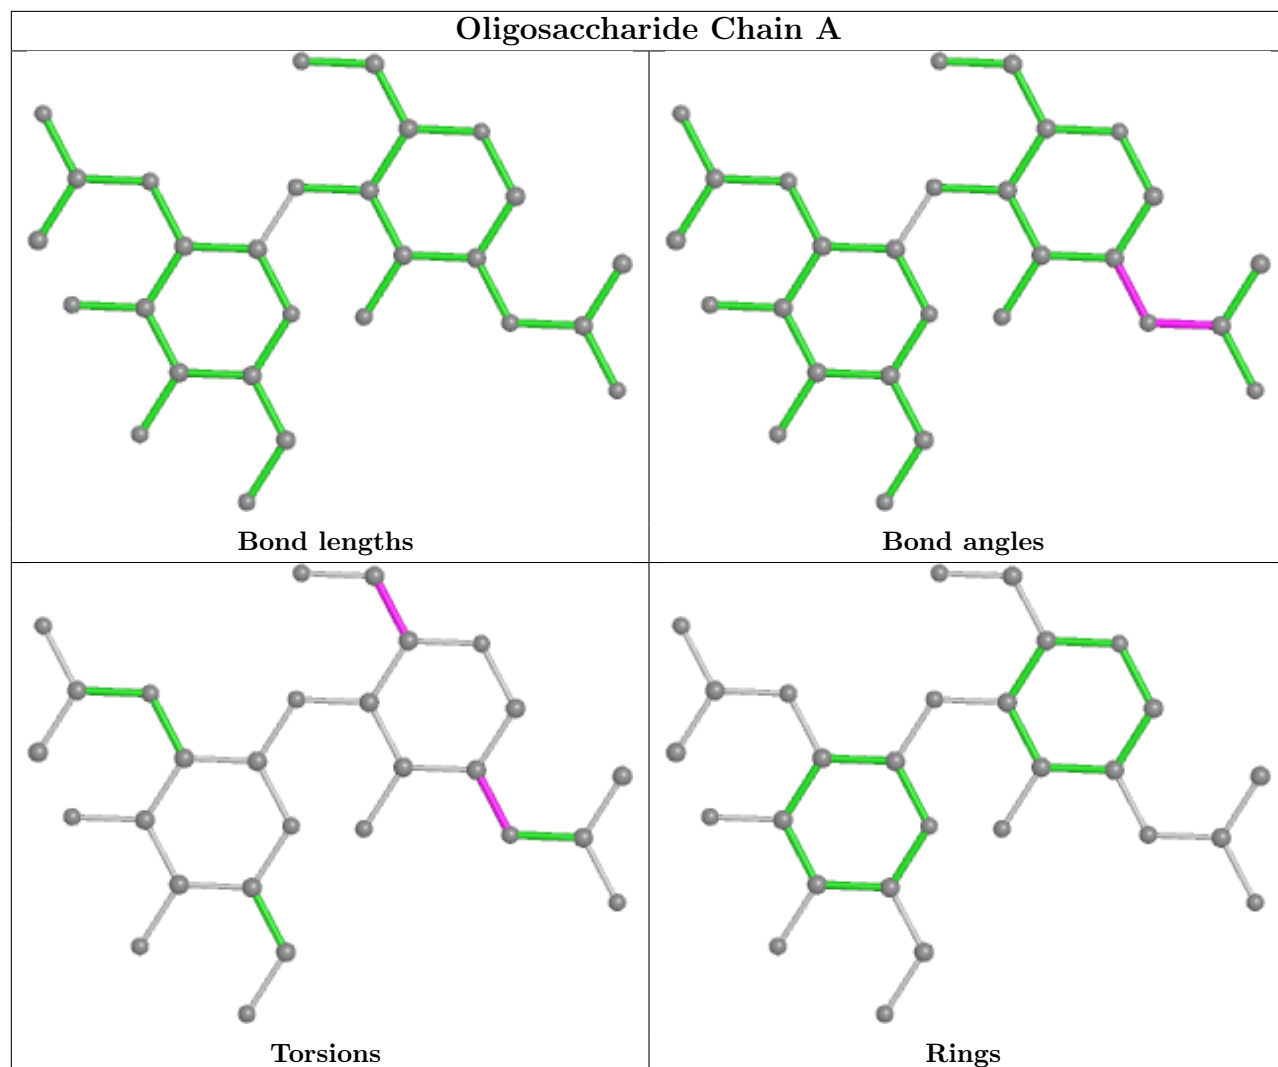 Oligosaccharide Chain A
Bond lengths
Bond angles
Torsions
Rings